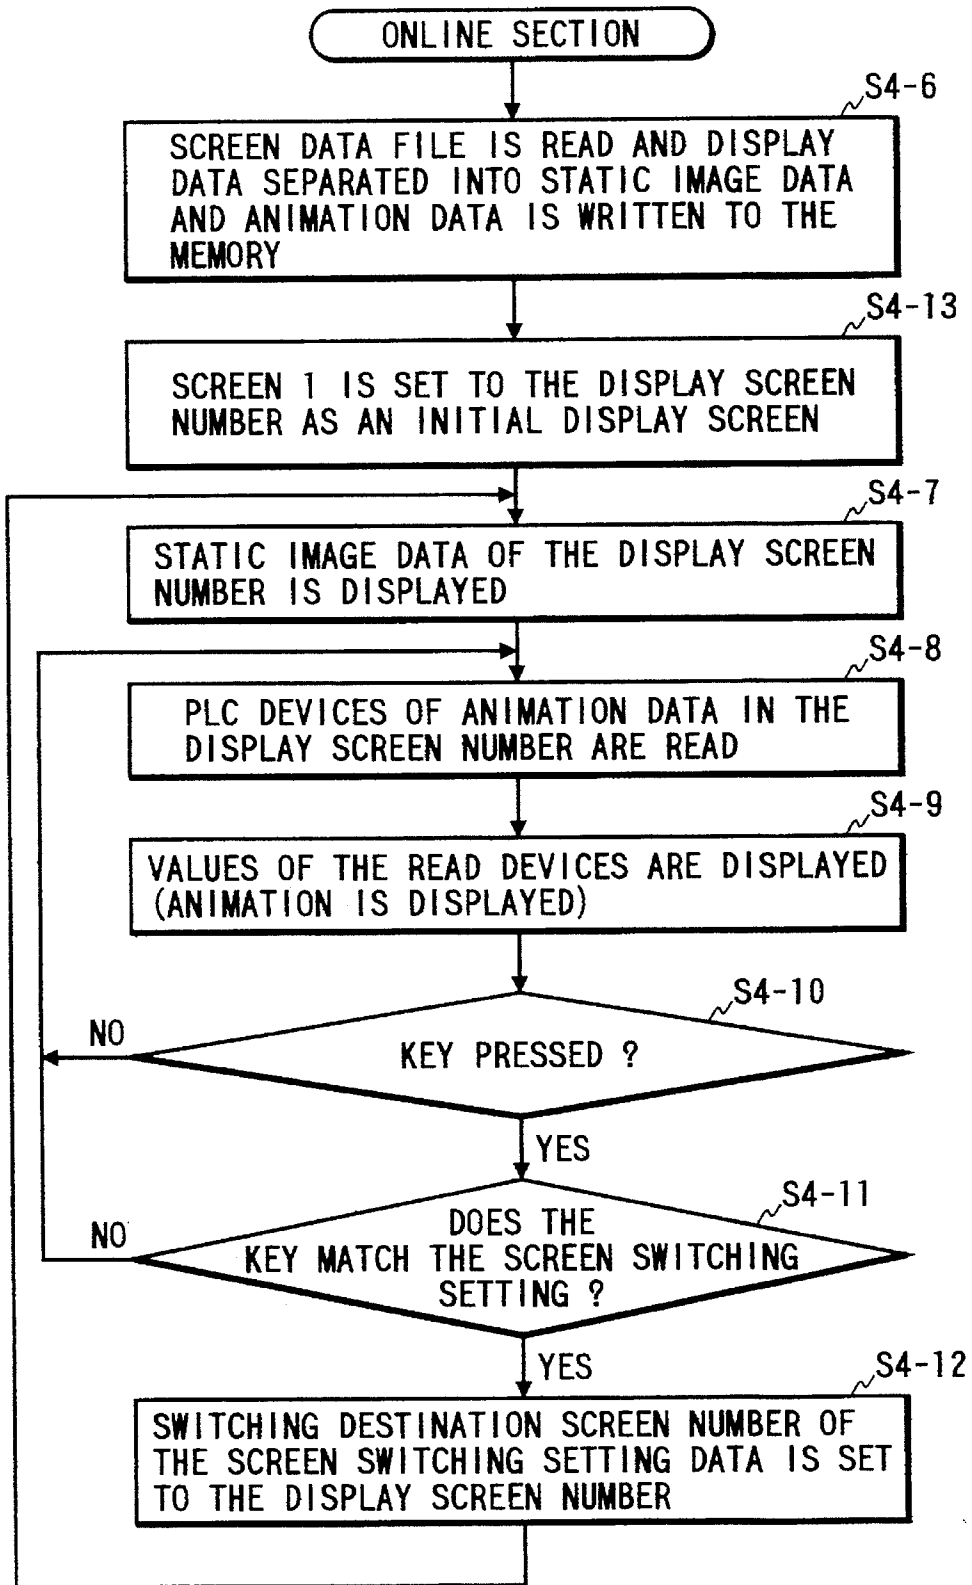 ONLINE SECTION
S4-6
SCREEN DATA FILE IS READ AND DISPLAY
DATA SEPARATED INTO STATIC IMAGE DATA
AND ANIMATION DATA IS WRITTEN TO THE
MEMORY
S4-13
SCREEN 1 IS SET TO THE DISPLAY SCREEN
NUMBER AS AN INITIAL DISPLAY SCREEN
S4-7
STATIC IMAGE DATA OF THE DISPLAY SCREEN
NUMBER IS DISPLAYED
S4-8
PLC DEVICES OF ANIMATION DATA IN THE
DISPLAY SCREEN NUMBER ARE READ
S4-9
VALUES OF THE READ DEVICES ARE DISPLAYED
(ANIMATION IS DISPLAYED)
S4-10
NO
KEY PRESSED ?
YES
S4-11
NO
DOES THE
KEY MATCH THE SCREEN SWITCHING
SETTING ?
YES
S4-12
SWITCHING DESTINATION SCREEN NUMBER OF
THE SCREEN SWITCHING SETTING DATA IS SET
TO THE DISPLAY SCREEN NUMBER